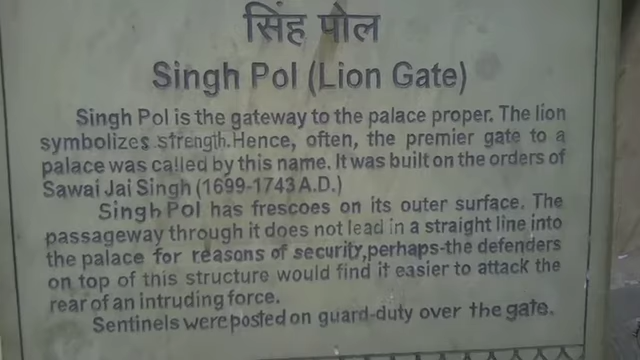 सिंह पोल
Singh Pol (Lion Gate)
Singh Pol is the gateway to the palace proper. The lion
symbolizes strength.Hence, often, the premier gate to a
palace was called by this name. It was built on the orders of
Sawai Jai Singh (1699-1743 A.D.)
Singh Pol has frescoes on its outer surface. The
passageway through it does not lead in a straight line into
the palace for reasons of security,perhaps-the defenders
on top of this structure would find it easier to attack the
rear of an intruding force.
Sentinels were posted on guard-duty over the gate.